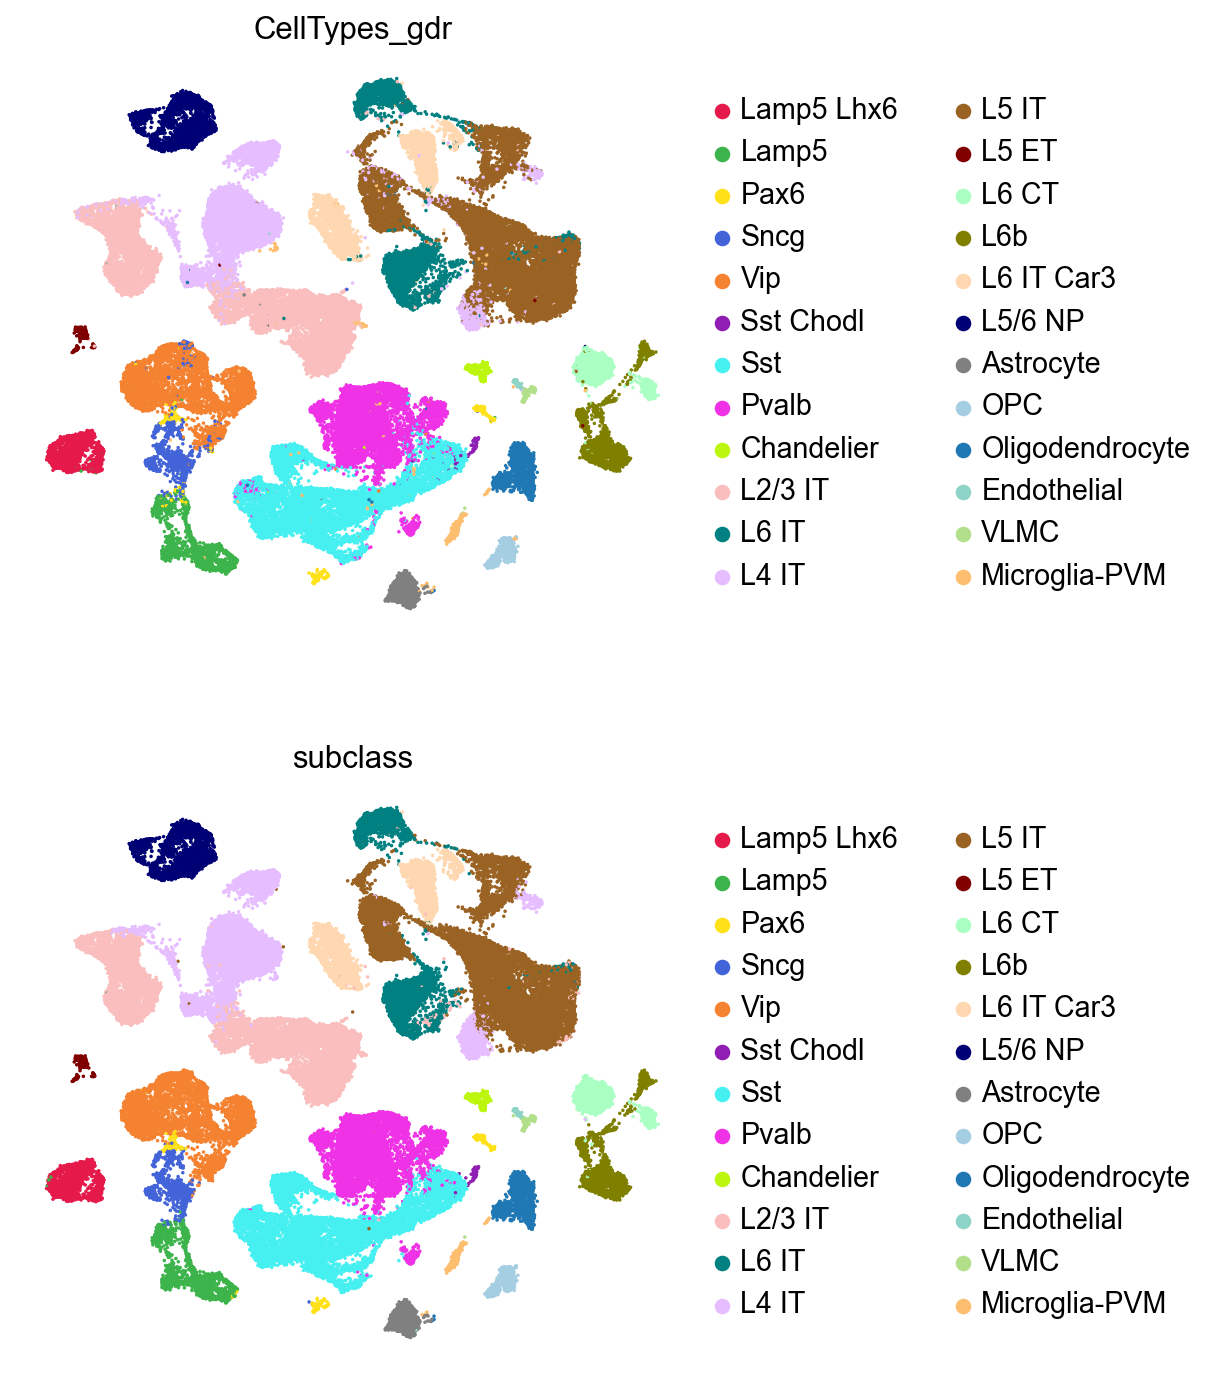 CellTypes_gdr
Lamp5 Lhx6
Lamp5
Pax6
Sncg
Vip
Sst Chodl
Sst
Pvalb
Chandelier
L2/3 IT
L6 IT
L4 IT
L5 IT
L5 ET
L6 CT
L6b
L6 IT Car3
L5/6 NP
Astrocyte
OPC
Oligodendrocyte
Endothelial
VLMC
Microglia-PVM
subclass
Lamp5 Lhx6
Lamp5
Pax6
Sncg
Vip
Sst Chodl
Sst
Pvalb
Chandelier
L2/3 IT
L6 IT
L4 IT
L5 IT
L5 ET
L6 CT
L6b
L6 IT Car3
L5/6 NP
Astrocyte
OPC
Oligodendrocyte
Endothelial
VLMC
Microglia-PVM